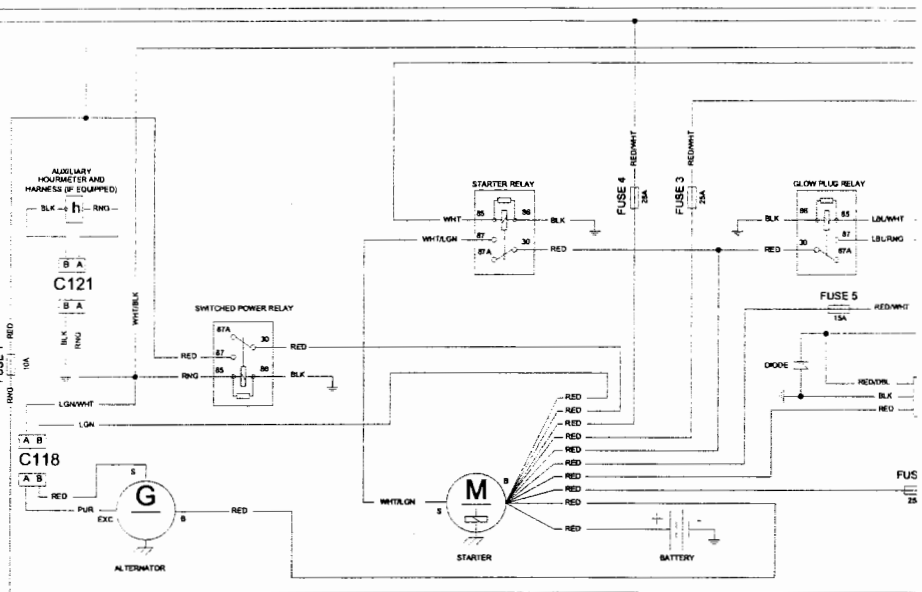 AUXILIARY
HOURMETER AND
HARNESS (IF EQUIPPED)
BLK h RNG
B A
C121
B A
BLK
RNG
WHT/BLK
RED
10A
RNG
LGN/WHT
LGN
A B
C118
A B
S
RED
G
PUR
EXC
B
RED
ALTERNATOR
SWITCHED POWER RELAY
87A
30
RED
RED
87
RNG
85
86
BLK
STARTER RELAY
WHT
85
86
BLK
WHT/LGN
87
30
RED
87A
RED/WHT
FUSE 4
25A
RED/WHT
FUSE 3
25A
GLOW PLUG RELAY
BLK
86
85
LBL/WHT
87
LBL/RNG
RED
30
87A
FUSE 5
RED/WHT
15A
DIODE
RED/DBL
BLK
RED
RED
RED
RED
RED
RED
RED
RED
RED
RED
RED
WHT/LGN
S
M
B
STARTER
+
-
BATTERY
FUS
25